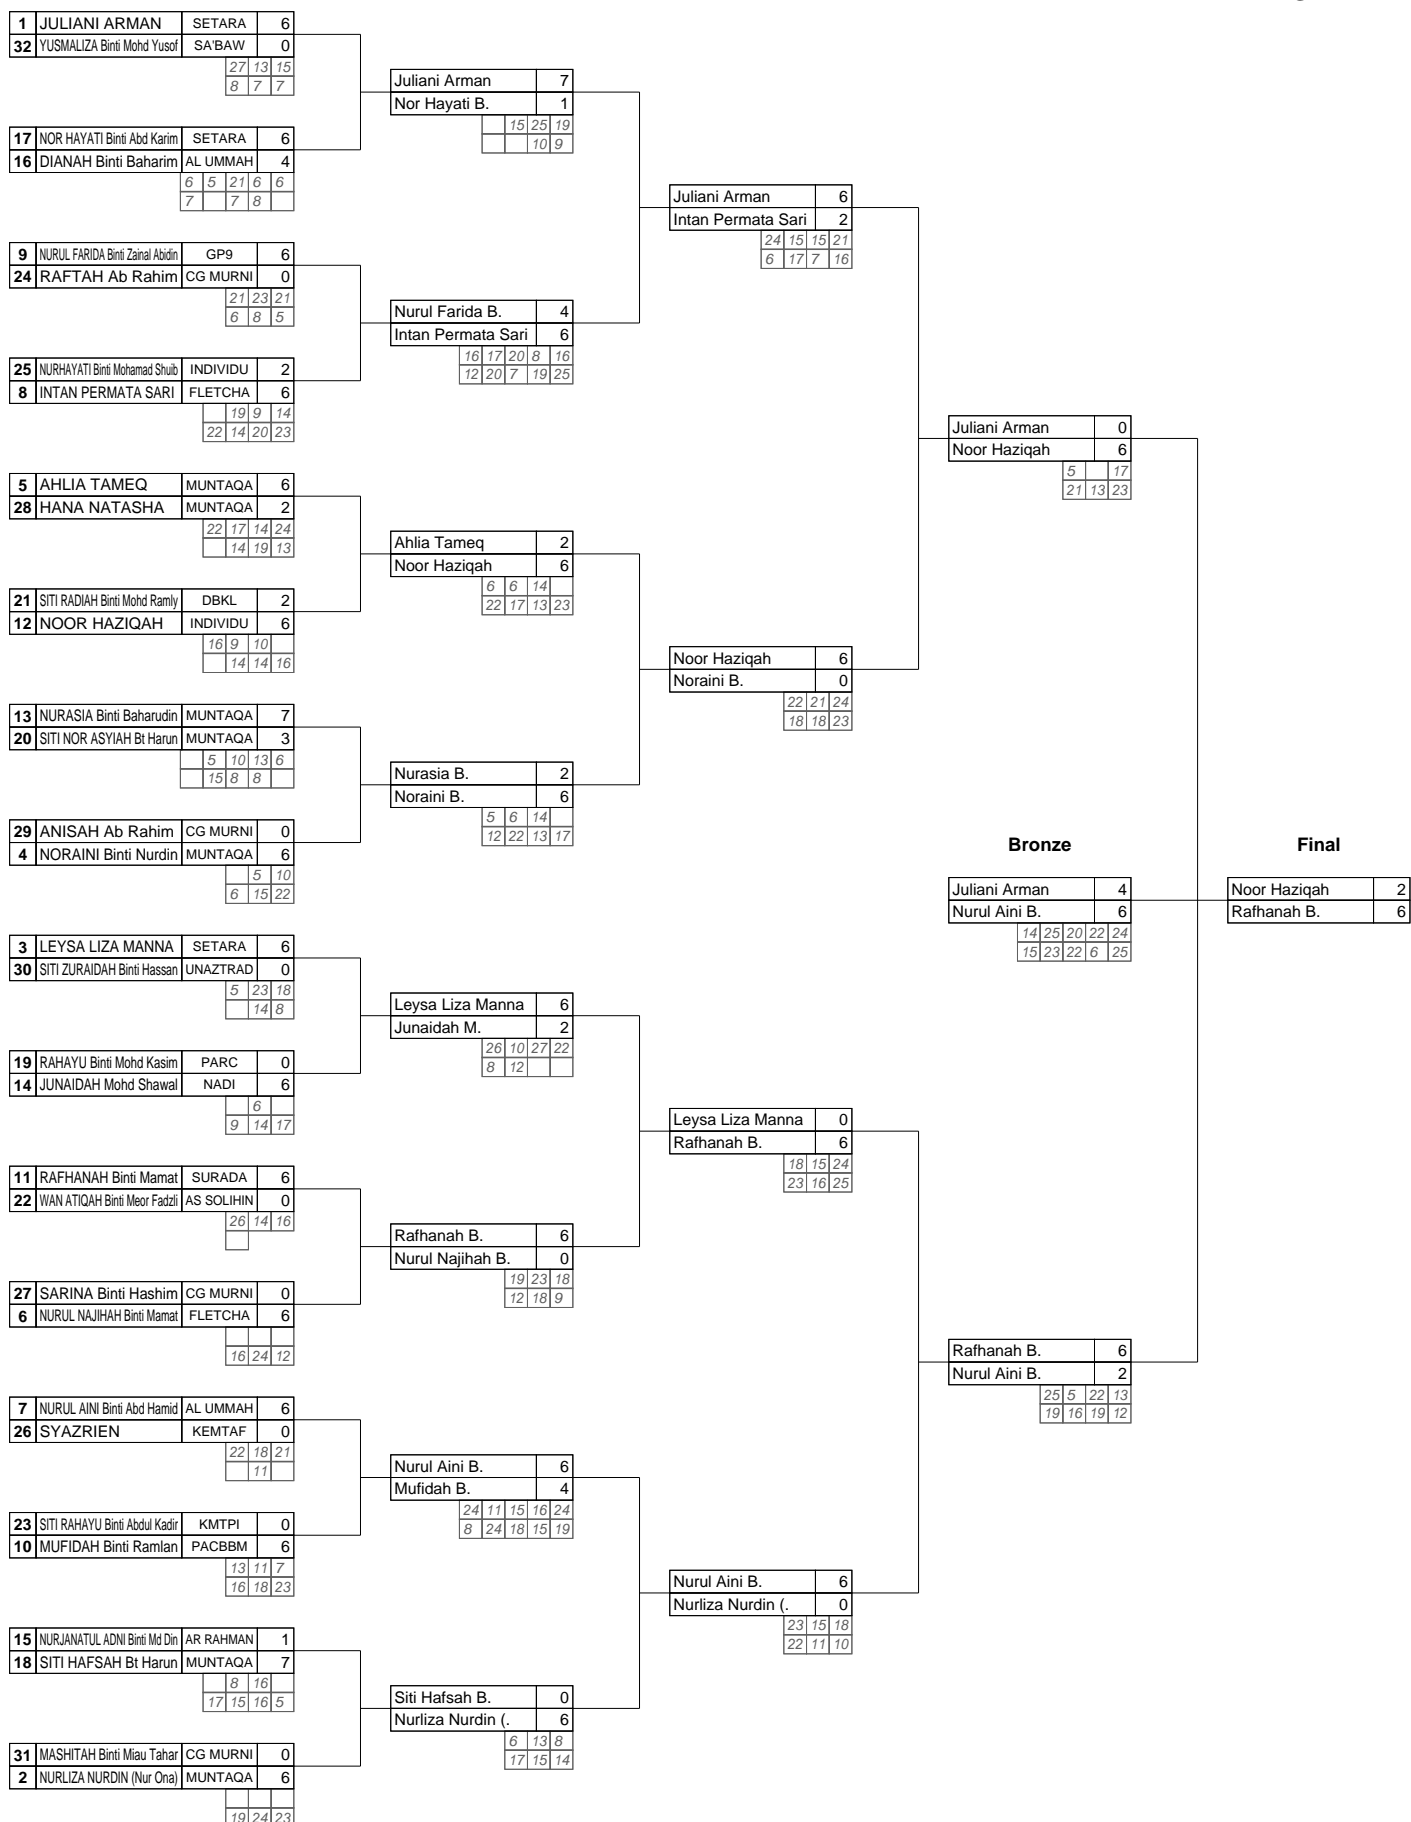 1 JULIANI ARMAN SETARA 6
32 YUSMALIZA Binti Mohd Yusof SA'BAW 0
27 13 15
8 7 7
17 NOR HAYATI Binti Abd Karim SETARA 6
16 DIANAH Binti Baharim AL UMMAH 4
6 5 21 6 6
7 7 8
9 NURUL FARIDA Binti Zainal Abidin GP9 6
24 RAFTAH Ab Rahim CG MURNI 0
21 23 21
6 8 5
25 NURHAYATI Binti Mohamad Shuib INDIVIDU 2
8 INTAN PERMATA SARI FLETCHA 6
19 9 14
22 14 20 23
5 AHLIA TAMEQ MUNTAQA 6
28 HANA NATASHA MUNTAQA 2
22 17 14 24
14 19 13
21 SITI RADIAH Binti Mohd Ramly DBKL 2
12 NOOR HAZIQAH INDIVIDU 6
16 9 10
14 14 16
13 NURASIA Binti Baharudin MUNTAQA 7
20 SITI NOR ASYIAH Bt Harun MUNTAQA 3
5 10 13 6
15 8 8
29 ANISAH Ab Rahim CG MURNI 0
4 NORAINI Binti Nurdin MUNTAQA 6
5 10
6 15 22
3 LEYSA LIZA MANNA SETARA 6
30 SITI ZURAIDAH Binti Hassan UNAZTRAD 0
5 23 18
14 8
19 RAHAYU Binti Mohd Kasim PARC 0
14 JUNAIDAH Mohd Shawal NADI 6
6
9 14 17
11 RAFHANAH Binti Mamat SURADA 6
22 WAN ATIQAH Binti Meor Fadzli AS SOLIHIN 0
26 14 16
27 SARINA Binti Hashim CG MURNI 0
6 NURUL NAJIHAH Binti Mamat FLETCHA 6
16 24 12
7 NURUL AINI Binti Abd Hamid AL UMMAH 6
26 SYAZRIEN KEMTAF 0
22 18 21
11
23 SITI RAHAYU Binti Abdul Kadir KMTPI 0
10 MUFIDAH Binti Ramlan PACBBM 6
13 11 7
16 18 23
15 NURJANATUL ADNI Binti Md Din AR RAHMAN 1
18 SITI HAFSAH Bt Harun MUNTAQA 7
8 16
17 15 16 5
31 MASHITAH Binti Miau Tahar CG MURNI 0
2 NURLIZA NURDIN (Nur Ona) MUNTAQA 6
19 24 23
Juliani Arman 7
Nor Hayati B. 1
15 25 19
10 9
Nurul Farida B. 4
Intan Permata Sari 6
16 17 20 8 16
12 20 7 19 25
Ahlia Tameq 2
Noor Haziqah 6
6 6 14
22 17 13 23
Nurasia B. 2
Noraini B. 6
5 6 14
12 22 13 17
Leysa Liza Manna 6
Junaidah M. 2
26 10 27 22
8 12
Rafhanah B. 6
Nurul Najihah B. 0
19 23 18
12 18 9
Nurul Aini B. 6
Mufidah B. 4
24 11 15 16 24
8 24 18 15 19
Siti Hafsah B. 0
Nurliza Nurdin (. 6
6 13 8
17 15 14
Juliani Arman 6
Intan Permata Sari 2
24 15 15 21
6 17 7 16
Noor Haziqah 6
Noraini B. 0
22 21 24
18 18 23
Leysa Liza Manna 0
Rafhanah B. 6
18 15 24
23 16 25
Nurul Aini B. 6
Nurliza Nurdin (. 0
23 15 18
22 11 10
Juliani Arman 0
Noor Haziqah 6
5 17
21 13 23
Bronze
Juliani Arman 4
Nurul Aini B. 6
14 25 20 22 24
15 23 22 6 25
Rafhanah B. 6
Nurul Aini B. 2
25 5 22 13
19 16 19 12
Final
Noor Haziqah 2
Rafhanah B. 6